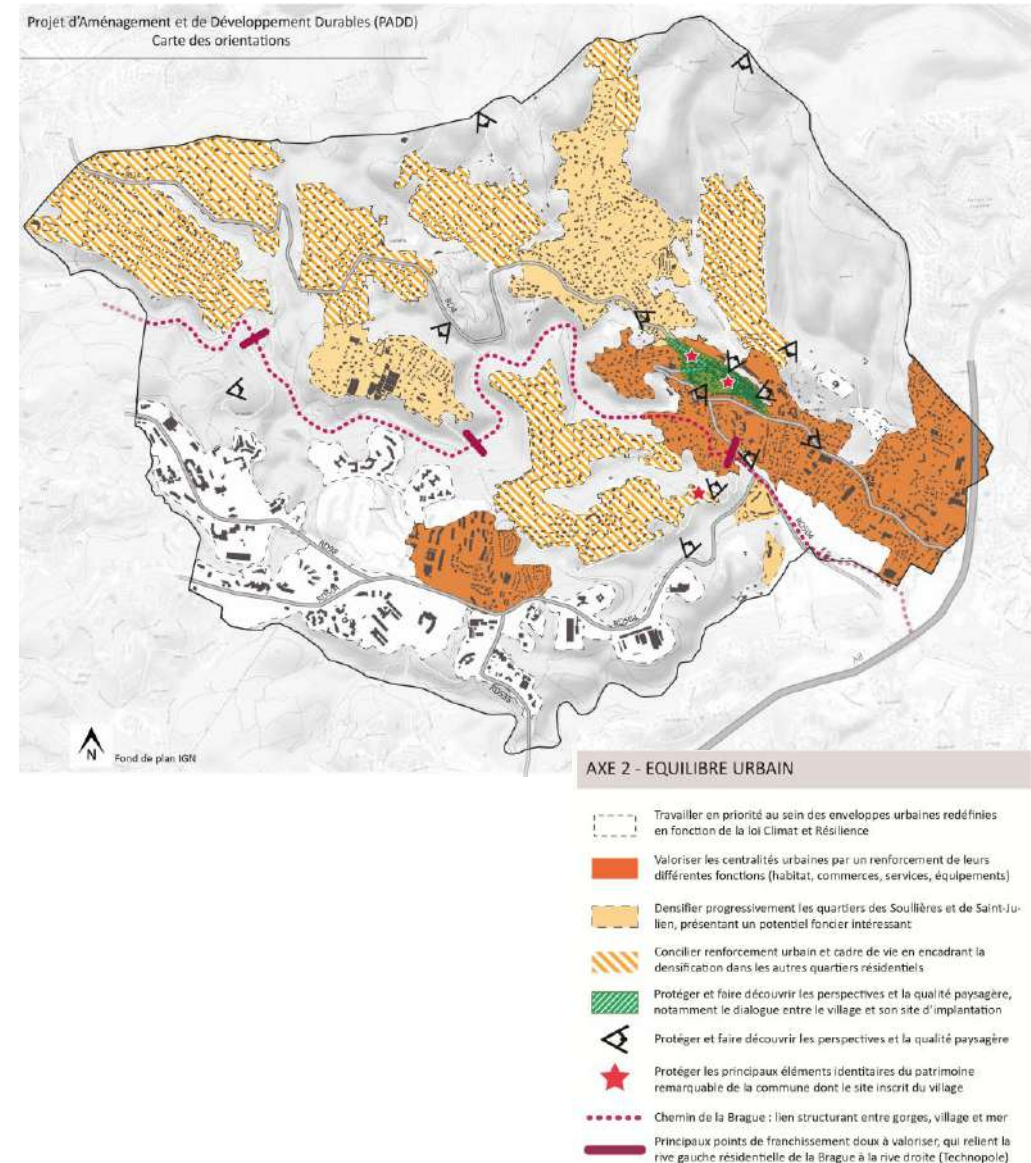 Projet d'Aménagement et de Développement Durables (PADD)
Carte des orientations
RD4
RD98
RD504
RD504
RD535
A8
N
Fond de plan IGN
AXE 2 - EQUILIBRE URBAIN
Travailler en priorité au sein des enveloppes urbaines redéfinies
en fonction de la loi Climat et Résilience
Valoriser les centralités urbaines par un renforcement de leurs
différentes fonctions (habitat, commerces, services, équipements)
Densifier progressivement les quartiers des Soullières et de Saint-Ju-
lien, présentant un potentiel foncier intéressant
Concilier renforcement urbain et cadre de vie en encadrant la
densification dans les autres quartiers résidentiels
Protéger et faire découvrir les perspectives et la qualité paysagère,
notamment le dialogue entre le village et son site d'implantation
Protéger et faire découvrir les perspectives et la qualité paysagère
Protéger les principaux éléments identitaires du patrimoine
remarquable de la commune dont le site inscrit du village
Chemin de la Brague : lien structurant entre gorges, village et mer
Principaux points de franchissement doux à valoriser, qui relient la
rive gauche résidentielle de la Brague à la rive droite (Technopole)